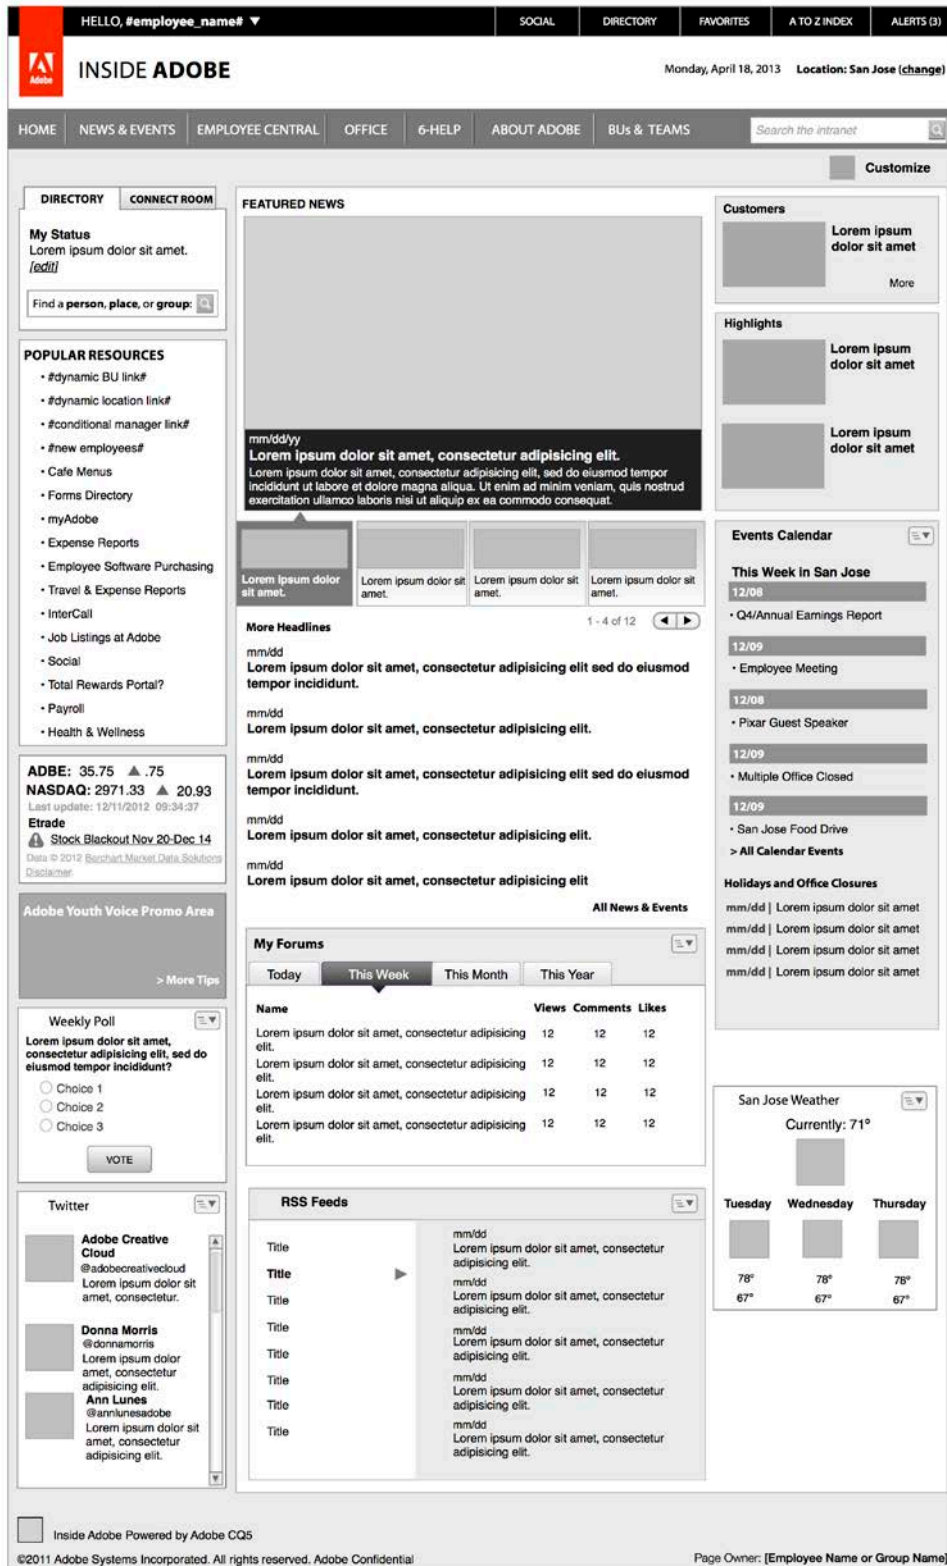 HELLO, #employee_name# ▼
SOCIAL
DIRECTORY
FAVORITES
A TO Z INDEX
ALERTS (3)
Adobe
INSIDE ADOBE
Monday, April 18, 2013
Location: San Jose (change)
HOME
NEWS & EVENTS
EMPLOYEE CENTRAL
OFFICE
6-HELP
ABOUT ADOBE
BUs & TEAMS
Search the intranet
Customize
DIRECTORY
CONNECT ROOM
My Status
Lorem ipsum dolor sit amet.
[edit]
Find a person, place, or group:
POPULAR RESOURCES
• #dynamic BU link#
• #dynamic location link#
• #conditional manager link#
• #new employees#
• Cafe Menus
• Forms Directory
• myAdobe
• Expense Reports
• Employee Software Purchasing
• Travel & Expense Reports
• InterCall
• Job Listings at Adobe
• Social
• Total Rewards Portal?
• Payroll
• Health & Wellness
ADBE: 35.75 ▲ .75
NASDAQ: 2971.33 ▲ 20.93
Last update: 12/11/2012 09:34:37
Etrade
Stock Blackout Nov 20-Dec 14
Data © 2012 Barchart Market Data Solutions
Disclaimer.
Adobe Youth Voice Promo Area
> More Tips
Weekly Poll
Lorem ipsum dolor sit amet,
consectetur adipisicing elit, sed do
eiusmod tempor incididunt?
Choice 1
Choice 2
Choice 3
VOTE
Twitter
Adobe Creative
Cloud
@adobecreativecloud
Lorem ipsum dolor sit
amet, consectetur.
Donna Morris
@donnamorris
Lorem ipsum dolor
amet, consectetur
adipisicing elit.
Ann Lunes
@annlunesadobe
Lorem ipsum dolor sit
amet, consectetur
adipisicing elit.
FEATURED NEWS
mm/dd/yy
Lorem ipsum dolor sit amet, consectetur adipisicing elit.
Lorem ipsum dolor sit amet, consectetur adipisicing elit, sed do eiusmod tempor
incididunt ut labore et dolore magna aliqua. Ut enim ad minim veniam, quis nostrud
exercitation ullamco laboris nisi ut aliquip ex ea commodo consequat.
Lorem ipsum dolor
sit amet.
Lorem ipsum dolor sit
amet.
Lorem ipsum dolor sit
amet.
Lorem ipsum dolor sit
amet.
1 - 4 of 12
More Headlines
mm/dd
Lorem ipsum dolor sit amet, consectetur adipisicing elit sed do eiusmod
tempor incididunt.
mm/dd
Lorem ipsum dolor sit amet, consectetur adipisicing elit.
mm/dd
Lorem ipsum dolor sit amet, consectetur adipisicing elit sed do eiusmod
tempor incididunt.
mm/dd
Lorem ipsum dolor sit amet, consectetur adipisicing elit.
mm/dd
Lorem ipsum dolor sit amet, consectetur adipisicing elit
All News & Events
My Forums
Today
This Week
This Month
This Year
Name Views Comments Likes
Lorem ipsum dolor sit amet, consectetur adipisicing 12 12 12
elit.
Lorem ipsum dolor sit amet, consectetur adipisicing 12 12 12
elit.
Lorem ipsum dolor sit amet, consectetur adipisicing 12 12 12
elit.
Lorem ipsum dolor sit amet, consectetur adipisicing 12 12 12
elit.
RSS Feeds
Title
Title
Title
Title
Title
Title
Title
Title
mm/dd
Lorem ipsum dolor sit amet, consectetur
adipisicing elit.
mm/dd
Lorem ipsum dolor sit amet, consectetur
adipisicing elit.
mm/dd
Lorem ipsum dolor sit amet, consectetur
adipisicing elit.
mm/dd
Lorem ipsum dolor sit amet, consectetur
adipisicing elit.
mm/dd
Lorem ipsum dolor sit amet, consectetur
adipisicing elit.
Customers
Lorem ipsum
dolor sit amet
More
Highlights
Lorem ipsum
dolor sit amet
Lorem ipsum
dolor sit amet
Events Calendar
This Week in San Jose
12/08
• Q4/Annual Earnings Report
12/09
• Employee Meeting
12/08
• Pixar Guest Speaker
12/09
• Multiple Office Closed
12/09
• San Jose Food Drive
> All Calendar Events
Holidays and Office Closures
mm/dd | Lorem ipsum dolor sit amet
mm/dd | Lorem ipsum dolor sit amet
mm/dd | Lorem ipsum dolor sit amet
mm/dd | Lorem ipsum dolor sit amet
San Jose Weather
Currently: 71°
Tuesday Wednesday Thursday
78° 78° 78°
67° 67° 67°
Inside Adobe Powered by Adobe CQ5
©2011 Adobe Systems Incorporated. All rights reserved. Adobe Confidential
Page Owner: [Employee Name or Group Name]